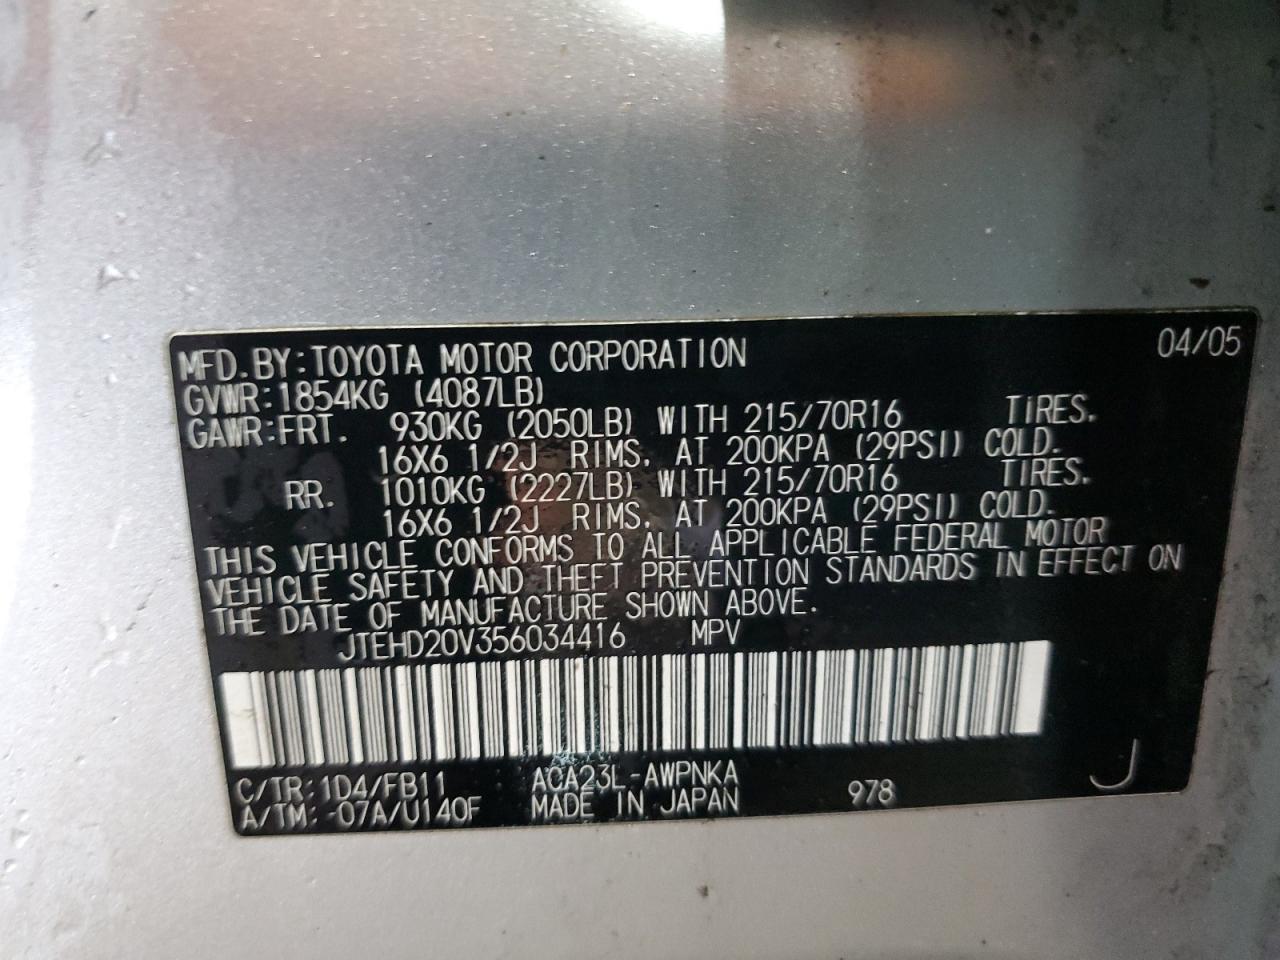 MFD.BY:TOYOTA MOTOR CORPORATION 04/05
GVWR:1854KG (4087LB)
GAWR:FRT. 930KG (2050LB) WITH 215/70R16 TIRES.
16X6 1/2J RIMS, AT 200KPA (29PSI) COLD.
RR. 1010KG (2227LB) WITH 215/70R16 TIRES.
16X6 1/2J RIMS, AT 200KPA (29PSI) COLD.
THIS VEHICLE CONFORMS TO ALL APPLICABLE FEDERAL MOTOR
VEHICLE SAFETY AND THEFT PREVENTION STANDARDS IN EFFECT ON
THE DATE OF MANUFACTURE SHOWN ABOVE.
JTEHD20V356034416 MPV
C/TR:1D4/FB11 ACA23L-AWPNKA 978 J
A/TM:-07A/U140F MADE IN JAPAN